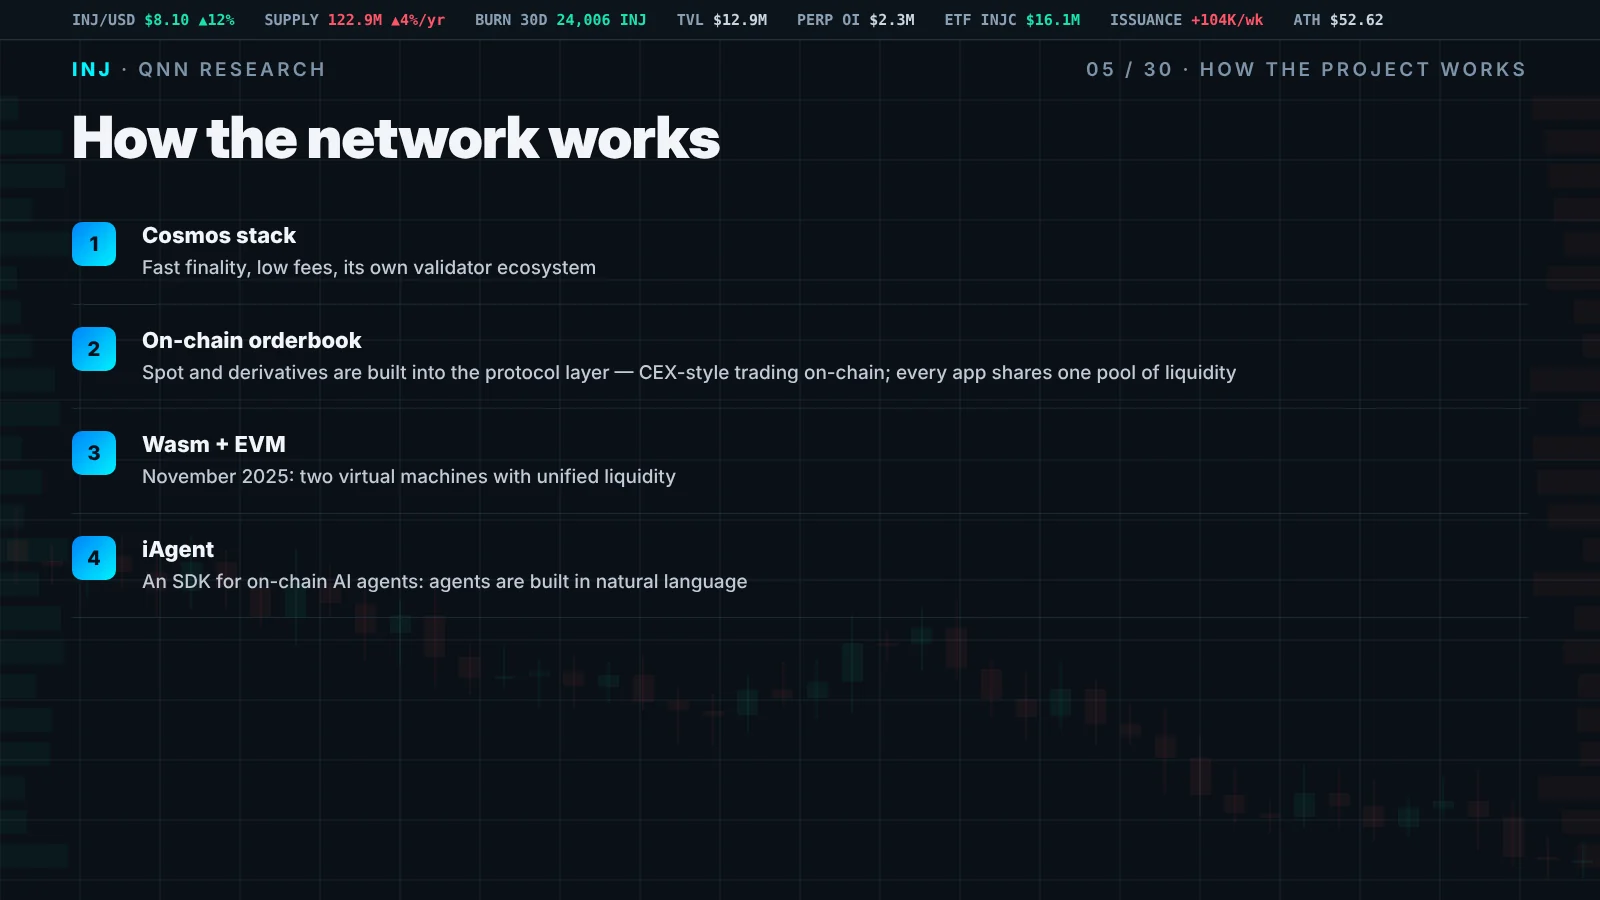 INJ/USD $8.10 ▲12% SUPPLY 122.9M ▲4%/yr BURN 30D 24,006 INJ TVL $12.9M PERP OI $2.3M ETF INJC $16.1M ISSUANCE +104K/wk ATH $52.62
INJ · QNN RESEARCH
05 / 30 · HOW THE PROJECT WORKS
How the network works
1
Cosmos stack
Fast finality, low fees, its own validator ecosystem
2
On-chain orderbook
Spot and derivatives are built into the protocol layer — CEX-style trading on-chain; every app shares one pool of liquidity
3
Wasm + EVM
November 2025: two virtual machines with unified liquidity
4
iAgent
An SDK for on-chain AI agents: agents are built in natural language